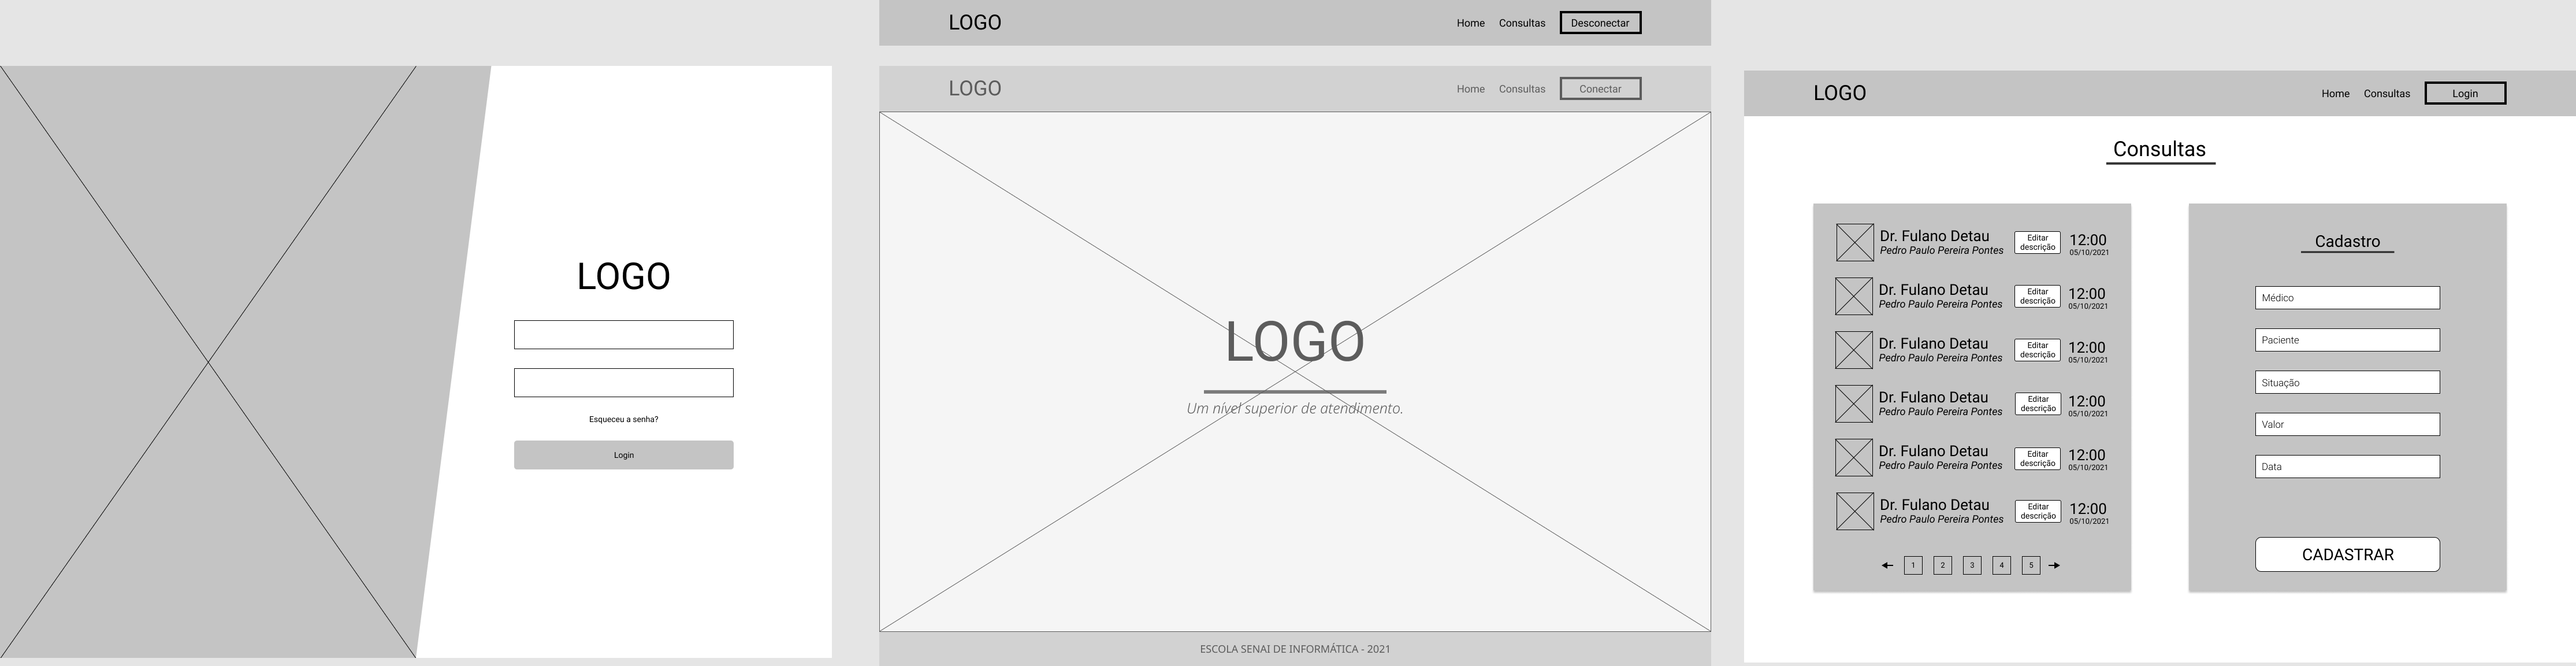 LOGO
Esqueceu a senha?
Login
LOGO Home Consultas Desconectar
LOGO Home Consultas Conectar
LOGO
Um nível superior de atendimento.
ESCOLA SENAI DE INFORMÁTICA - 2021
LOGO Home Consultas Login
Consultas
Dr. Fulano Detau
Pedro Paulo Pereira Pontes
Editar
descrição
12:00
05/10/2021
Dr. Fulano Detau
Pedro Paulo Pereira Pontes
Editar
descrição
12:00
05/10/2021
Dr. Fulano Detau
Pedro Paulo Pereira Pontes
Editar
descrição
12:00
05/10/2021
Dr. Fulano Detau
Pedro Paulo Pereira Pontes
Editar
descrição
12:00
05/10/2021
Dr. Fulano Detau
Pedro Paulo Pereira Pontes
Editar
descrição
12:00
05/10/2021
Dr. Fulano Detau
Pedro Paulo Pereira Pontes
Editar
descrição
12:00
05/10/2021
1 2 3 4 5
Cadastro
Médico
Paciente
Situação
Valor
Data
CADASTRAR